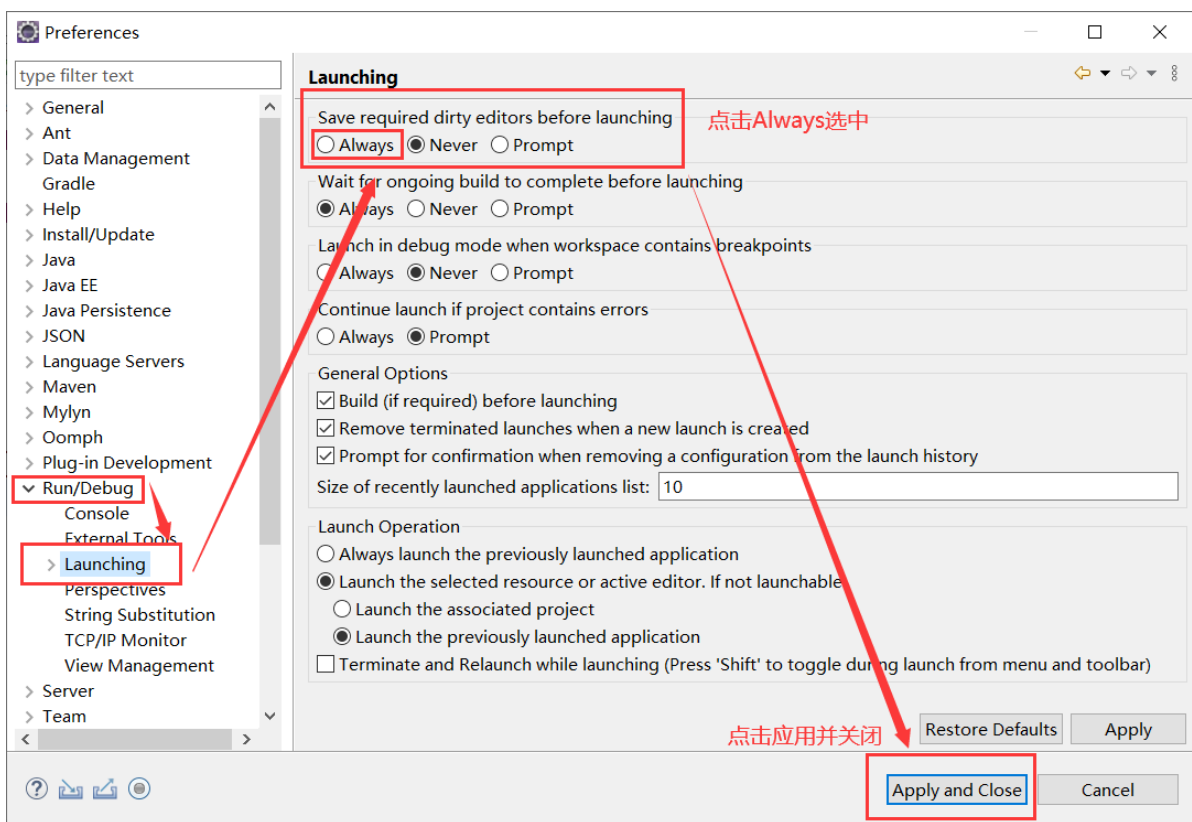 Preferences
type filter text
Launching
General
Ant
Data Management
Gradle
Help
Install/Update
Java
Java EE
Java Persistence
JSON
Language Servers
Maven
Mylyn
Oomph
Plug-in Development
Run/Debug
Console
External Tools
Launching
Perspectives
String Substitution
TCP/IP Monitor
View Management
Server
Team
Save required dirty editors before launching
点击Always选中
Always Never Prompt
Wait for ongoing build to complete before launching
Always Never Prompt
Launch in debug mode when workspace contains breakpoints
Always Never Prompt
Continue launch if project contains errors
Always Prompt
General Options
Build (if required) before launching
Remove terminated launches when a new launch is created
Prompt for confirmation when removing a configuration from the launch history
Size of recently launched applications list: 10
Launch Operation
Always launch the previously launched application
Launch the selected resource or active editor. If not launchable
Launch the associated project
Launch the previously launched application
Terminate and Relaunch while launching (Press 'Shift' to toggle during launch from menu and toolbar)
点击应用并关闭
Restore Defaults Apply
Apply and Close Cancel